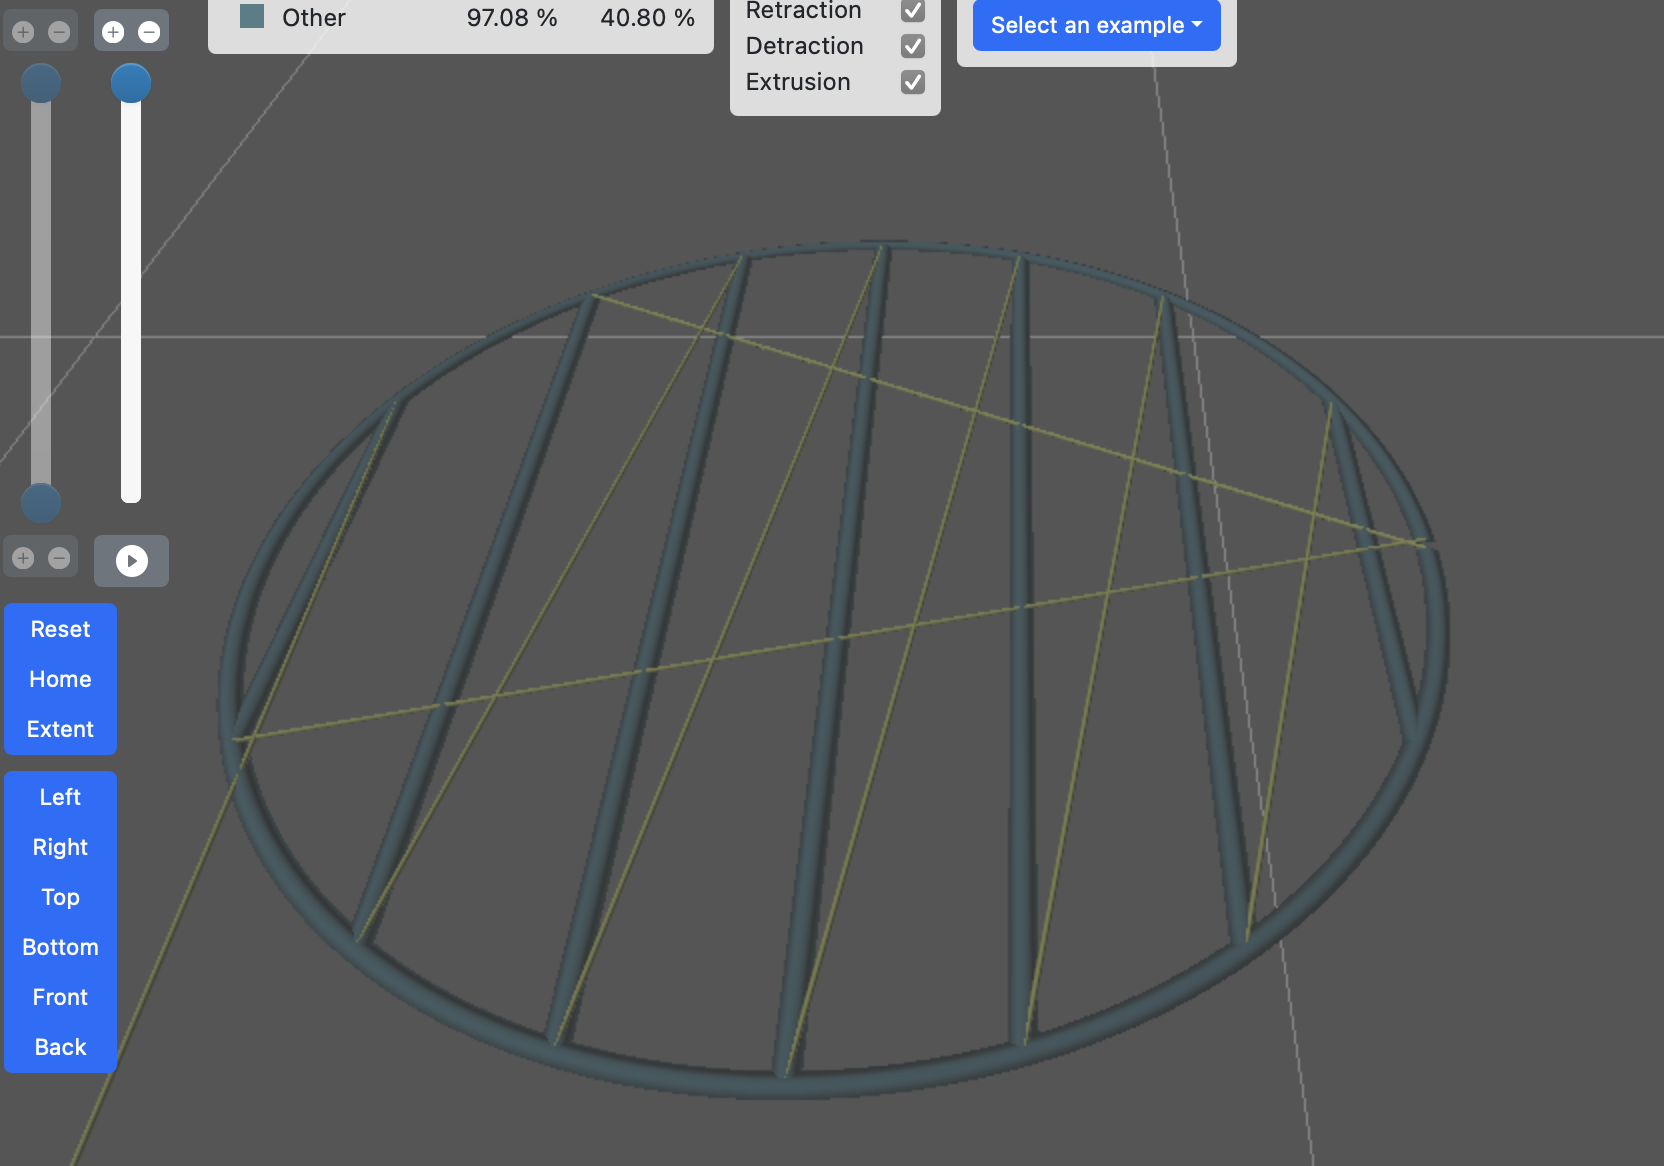 Other 97.08 % 40.80 %
Retraction
Detraction
Extrusion
Select an example
Reset
Home
Extent
Left
Right
Top
Bottom
Front
Back